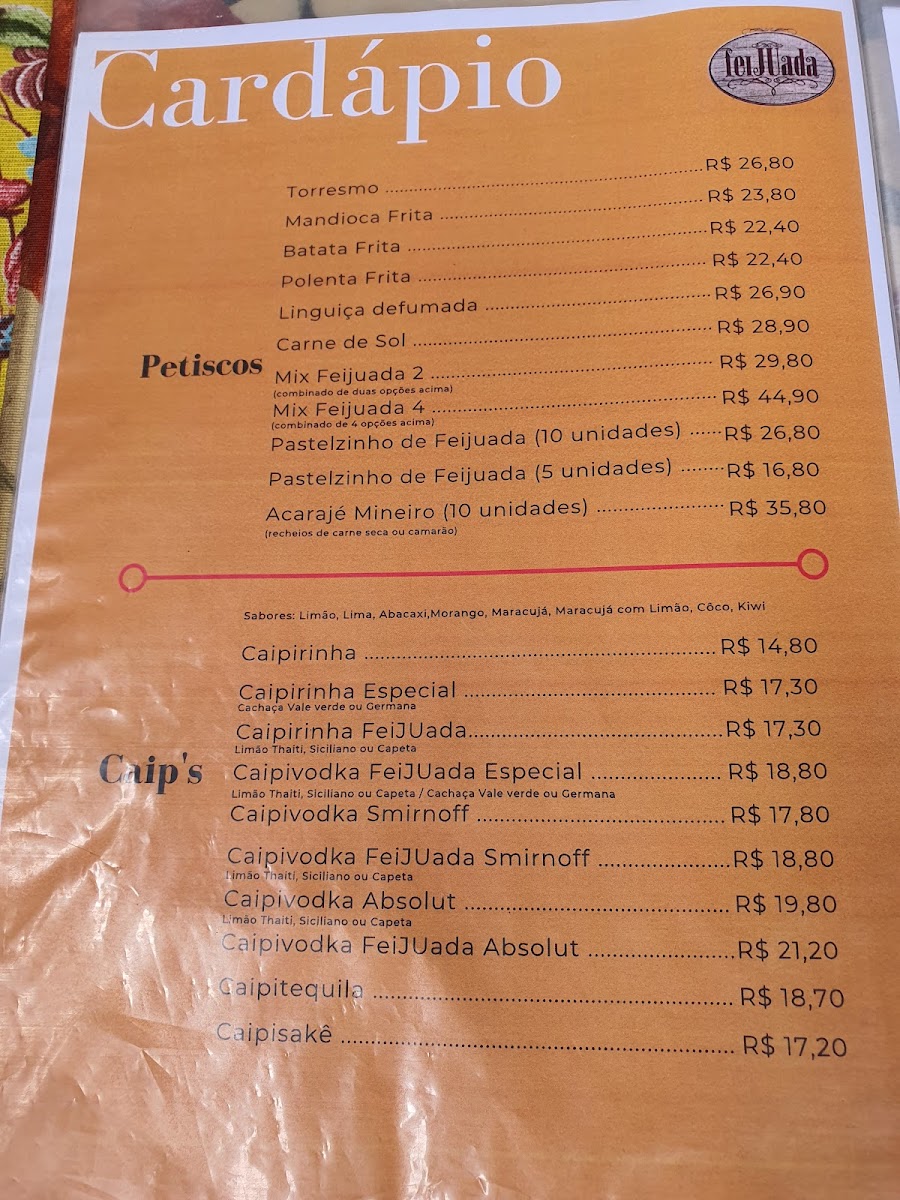 Cardápio
feiJUada
Petiscos
Torresmo ........ R$ 26,80
Mandioca Frita ........ R$ 23,80
Batata Frita ........ R$ 22,40
Polenta Frita ........ R$ 22,40
Linguiça defumada ........ R$ 26,90
Carne de Sol ........ R$ 28,90
Mix Feijuada 2 ........ R$ 29,80
(combinado de duas opções acima)
Mix Feijuada 4 ........ R$ 44,90
(combinado de 4 opções acima)
Pastelzinho de Feijuada (10 unidades) ........ R$ 26,80
Pastelzinho de Feijuada (5 unidades) ........ R$ 16,80
Acarajé Mineiro (10 unidades) ........ R$ 35,80
(recheios de carne seca ou camarão)
Sabores: Limão, Lima, Abacaxi,Morango, Maracujá, Maracujá com Limão, Côco, Kiwi
Caip's
Caipirinha ........ R$ 14,80
Caipirinha Especial ........ R$ 17,30
Cachaça Vale verde ou Germana
Caipirinha FeiJUada ........ R$ 17,30
Limão Thaiti, Siciliano ou Capeta
Caipivodka FeiJUada Especial ........ R$ 18,80
Limão Thaiti, Siciliano ou Capeta / Cachaça Vale verde ou Germana
Caipivodka Smirnoff ........ R$ 17,80
Caipivodka FeiJUada Smirnoff ........ R$ 18,80
Limão Thaiti, Siciliano ou Capeta
Caipivodka Absolut ........ R$ 19,80
Limão Thaiti, Siciliano ou Capeta
Caipivodka FeiJUada Absolut ........ R$ 21,20
Caipitequila ........ R$ 18,70
Caipisakê ........ R$ 17,20